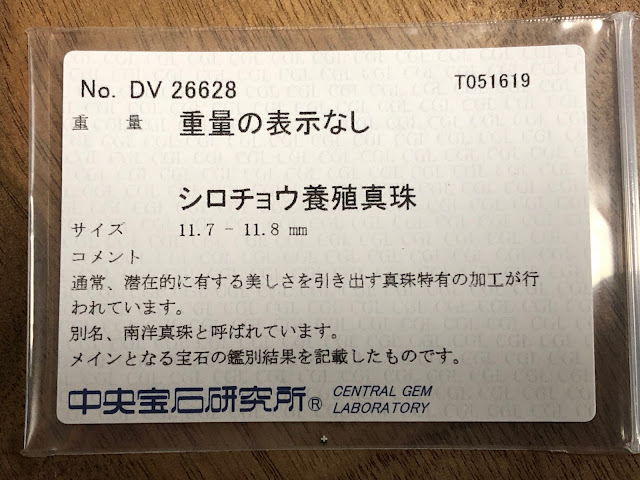 No. DV 26628 T051619
重量 重量の表示なし
シロチョウ養殖真珠
サイズ 11.7 - 11.8 mm
コメント
通常、潜在的に有する美しさを引き出す真珠特有の加工が行
われています。
別名、南洋真珠と呼ばれています。
メインとなる宝石の鑑別結果を記載したものです。
中央宝石研究所® CENTRAL GEM
LABORATORY